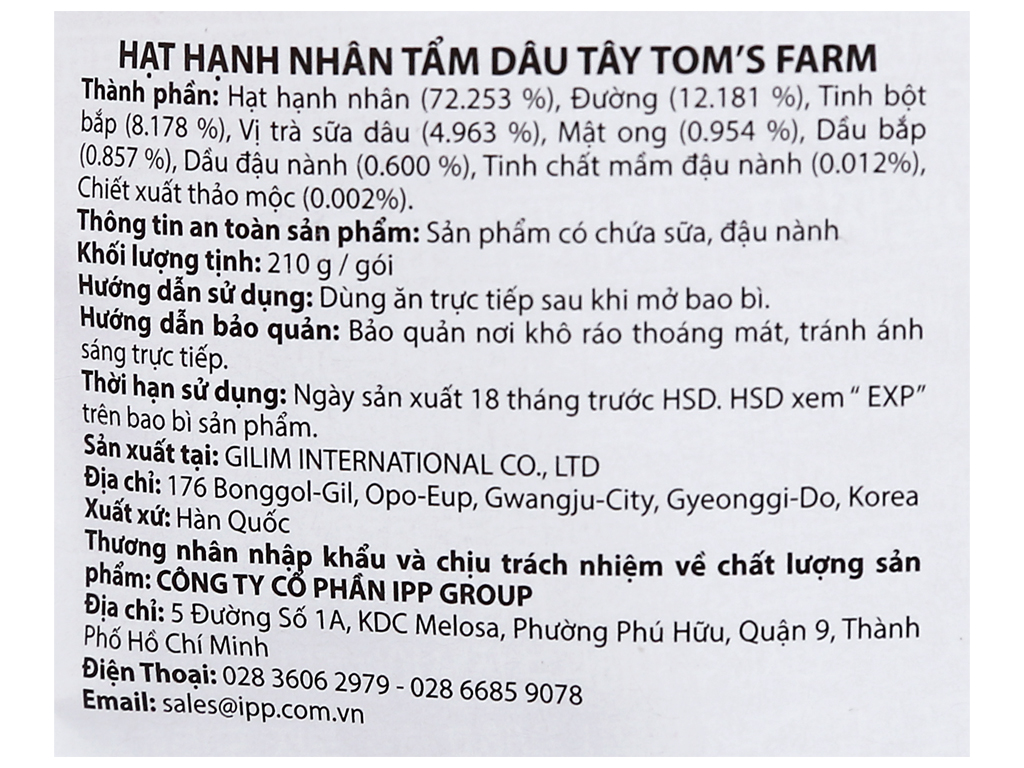 HẠT HẠNH NHÂN TẨM DÂU TÂY TOM'S FARM
Thành phần: Hạt hạnh nhân (72.253 %), Đường (12.181 %), Tinh bột
bắp (8.178 %), Vị trà sữa dâu (4.963 %), Mật ong (0.954 %), Dầu bắp
(0.857 %), Dầu đậu nành (0.600 %), Tinh chất mầm đậu nành (0.012%),
Chiết xuất thảo mộc (0.002%).
Thông tin an toàn sản phẩm: Sản phẩm có chứa sữa, đậu nành
Khối lượng tịnh: 210 g / gói
Hướng dẫn sử dụng: Dùng ăn trực tiếp sau khi mở bao bì.
Hướng dẫn bảo quản: Bảo quản nơi khô ráo thoáng mát, tránh ánh
sáng trực tiếp.
Thời hạn sử dụng: Ngày sản xuất 18 tháng trước HSD. HSD xem " EXP"
trên bao bì sản phẩm.
Sản xuất tại: GILIM INTERNATIONAL CO., LTD
Địa chỉ: 176 Bonggol-Gil, Opo-Eup, Gwangju-City, Gyeonggi-Do, Korea
Xuất xứ: Hàn Quốc
Thương nhân nhập khẩu và chịu trách nhiệm về chất lượng sản
phẩm: CÔNG TY CỔ PHẦN IPP GROUP
Địa chỉ: 5 Đường Số 1A, KDC Melosa, Phường Phú Hữu, Quận 9, Thành
Phố Hồ Chí Minh
Điện Thoại: 028 3606 2979 - 028 6685 9078
Email: sales@ipp.com.vn